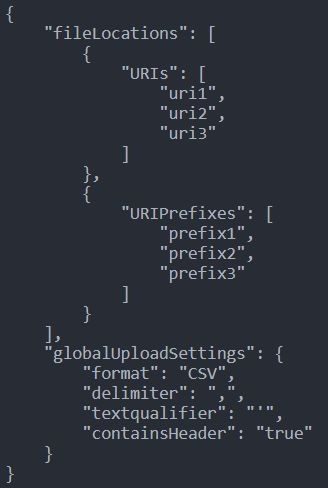 {
    "fileLocations": [
        {
            "URIs": [
                "uri1",
                "uri2",
                "uri3"
            ]
        },
        {
            "URIPrefixes": [
                "prefix1",
                "prefix2",
                "prefix3"
            ]
        }
    ],
    "globalUploadSettings": {
        "format": "CSV",
        "delimiter": ",",
        "textqualifier": "'",
        "containsHeader": "true"
    }
}